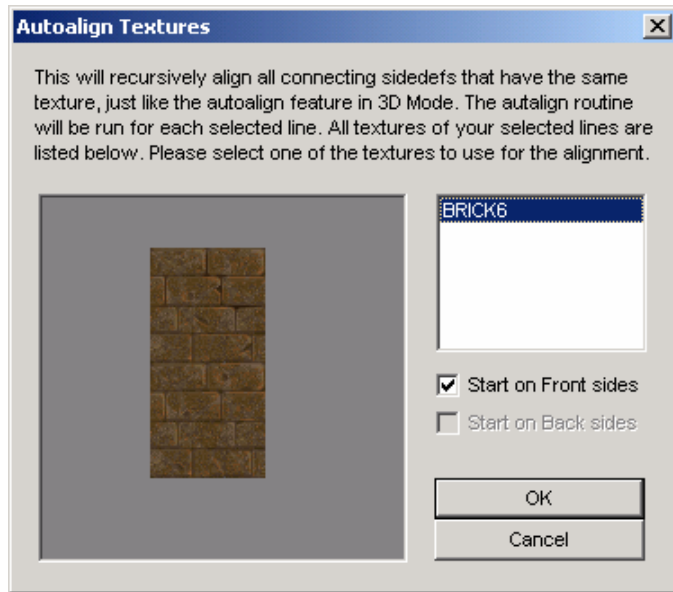 Autoalign Textures
This will recursively align all connecting sidedefs that have the same
texture, just like the autoalign feature in 3D Mode. The autalign routine
will be run for each selected line. All textures of your selected lines are
listed below. Please select one of the textures to use for the alignment.
BRICK6
Start on Front sides
Start on Back sides
OK
Cancel